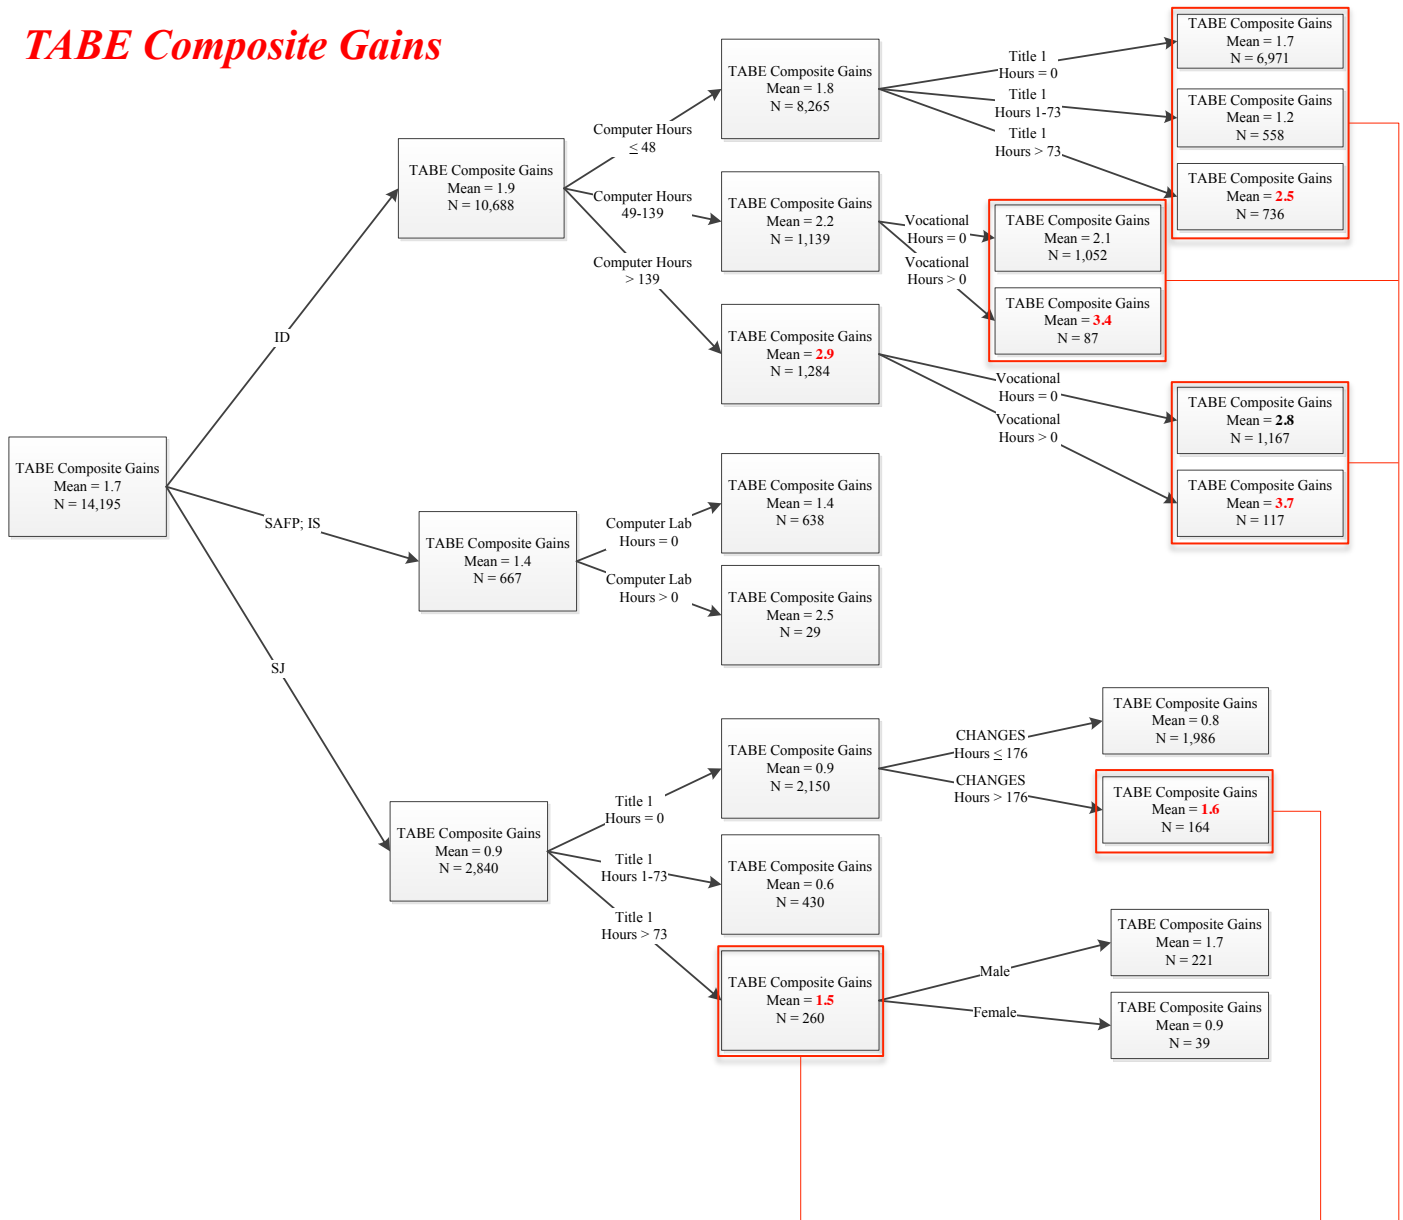 TABE Composite Gains
TABE Composite Gains
Mean = 1.7
N = 14,195
ID
SAFP; IS
SJ
TABE Composite Gains
Mean = 1.9
N = 10,688
Computer Hours
≤ 48
Computer Hours
49-139
Computer Hours
> 139
TABE Composite Gains
Mean = 1.8
N = 8,265
Title 1
Hours = 0
Title 1
Hours 1-73
Title 1
Hours > 73
TABE Composite Gains
Mean = 1.7
N = 6,971
TABE Composite Gains
Mean = 1.2
N = 558
TABE Composite Gains
Mean = 2.5
N = 736
TABE Composite Gains
Mean = 2.2
N = 1,139
Vocational
Hours = 0
Vocational
Hours > 0
TABE Composite Gains
Mean = 2.1
N = 1,052
TABE Composite Gains
Mean = 3.4
N = 87
TABE Composite Gains
Mean = 2.9
N = 1,284
Vocational
Hours = 0
Vocational
Hours > 0
TABE Composite Gains
Mean = 2.8
N = 1,167
TABE Composite Gains
Mean = 3.7
N = 117
TABE Composite Gains
Mean = 1.4
N = 667
Computer Lab
Hours = 0
Computer Lab
Hours > 0
TABE Composite Gains
Mean = 1.4
N = 638
TABE Composite Gains
Mean = 2.5
N = 29
TABE Composite Gains
Mean = 0.9
N = 2,840
Title 1
Hours = 0
Title 1
Hours 1-73
Title 1
Hours > 73
TABE Composite Gains
Mean = 0.9
N = 2,150
CHANGES
Hours ≤ 176
CHANGES
Hours > 176
TABE Composite Gains
Mean = 0.8
N = 1,986
TABE Composite Gains
Mean = 1.6
N = 164
TABE Composite Gains
Mean = 0.6
N = 430
TABE Composite Gains
Mean = 1.5
N = 260
Male
Female
TABE Composite Gains
Mean = 1.7
N = 221
TABE Composite Gains
Mean = 0.9
N = 39